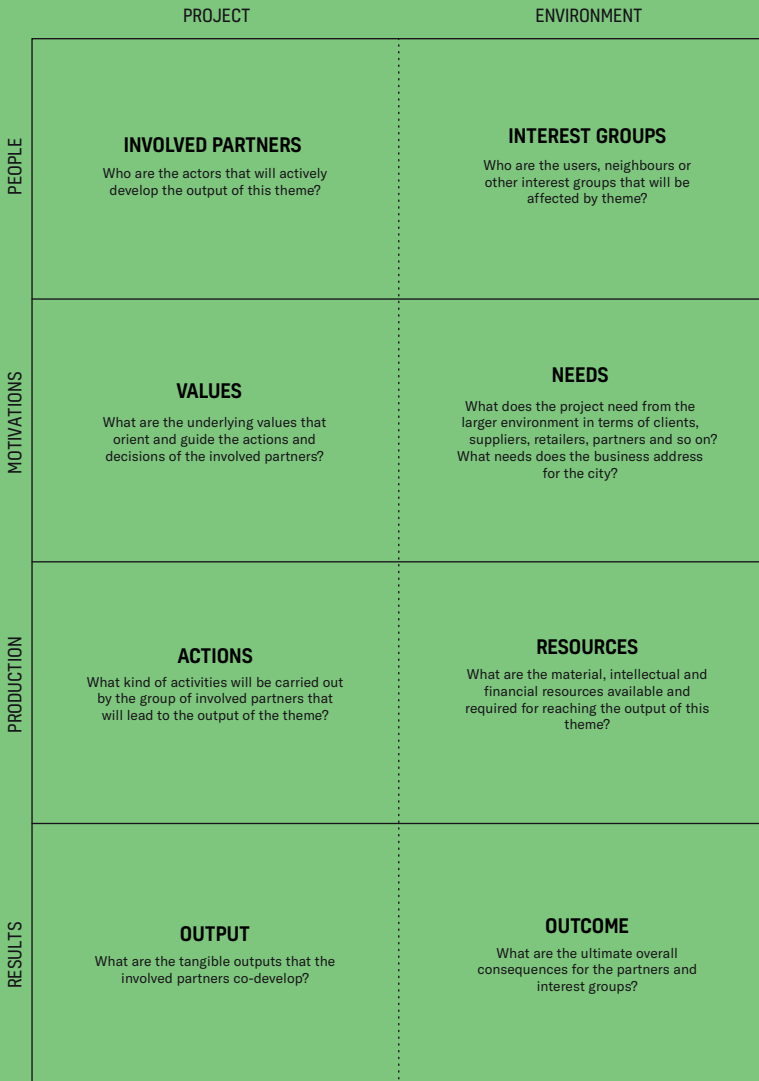 PROJECT
ENVIRONMENT
PEOPLE
INVOLVED PARTNERS
Who are the actors that will actively
develop the output of this theme?
INTEREST GROUPS
Who are the users, neighbours or
other interest groups that will be
affected by theme?
MOTIVATIONS
VALUES
What are the underlying values that
orient and guide the actions and
decisions of the involved partners?
NEEDS
What does the project need from the
larger environment in terms of clients,
suppliers, retailers, partners and so on?
What needs does the business address
for the city?
PRODUCTION
ACTIONS
What kind of activities will be carried out
by the group of involved partners that
will lead to the output of the theme?
RESOURCES
What are the material, intellectual and
financial resources available and
required for reaching the output of this
theme?
RESULTS
OUTPUT
What are the tangible outputs that the
involved partners co-develop?
OUTCOME
What are the ultimate overall
consequences for the partners and
interest groups?